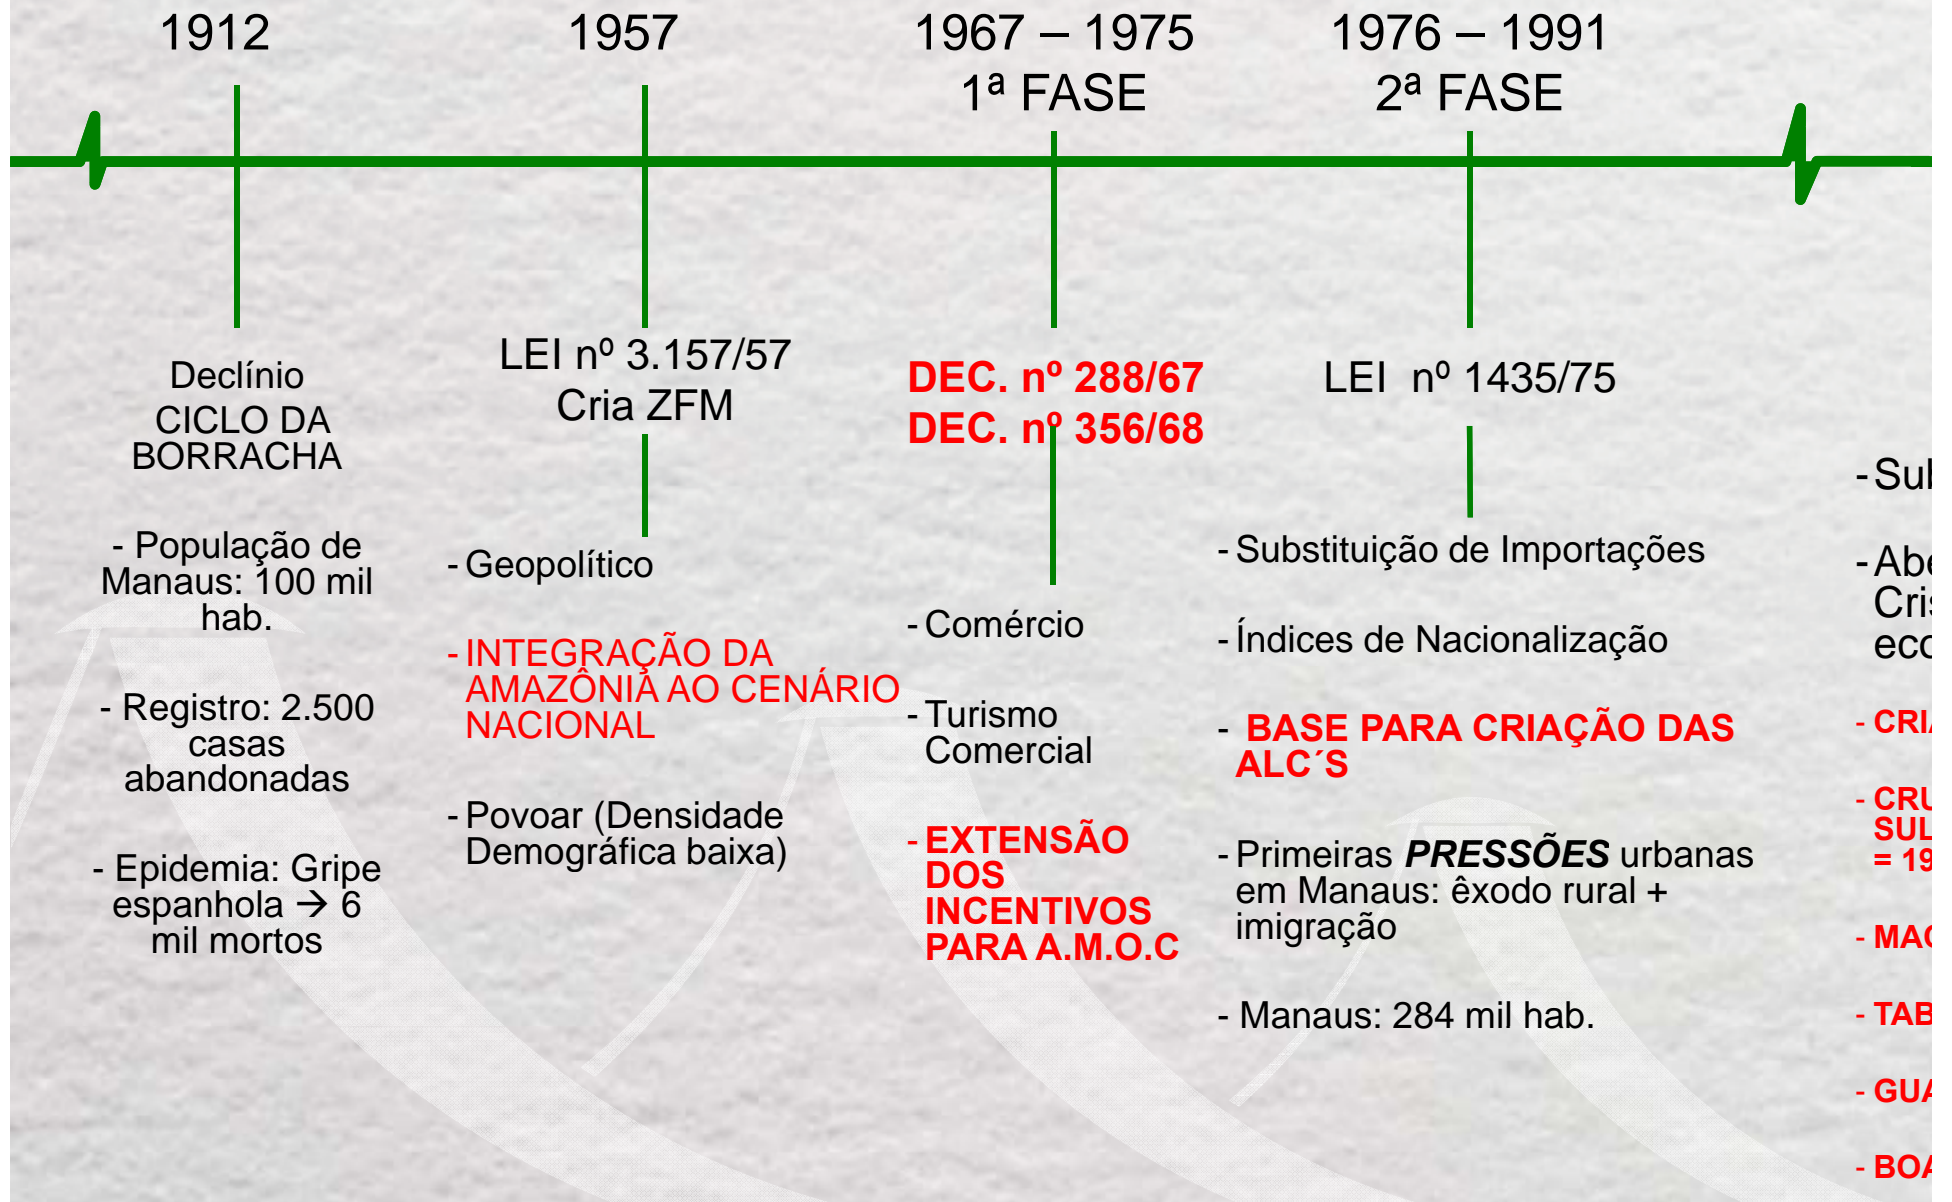 1912
Declínio
CICLO DA
BORRACHA
- População de
Manaus: 100 mil
hab.
- Registro: 2.500
casas
abandonadas
- Epidemia: Gripe
espanhola → 6
mil mortos
1957
LEI nº 3.157/57
Cria ZFM
- Geopolítico
- INTEGRAÇÃO DA
AMAZÔNIA AO CENÁRIO
NACIONAL
- Povoar (Densidade
Demográfica baixa)
1967 – 1975
1ª FASE
DEC. nº 288/67
DEC. nº 356/68
- Comércio
- Turismo
Comercial
- EXTENSÃO
DOS
INCENTIVOS
PARA A.M.O.C
1976 – 1991
2ª FASE
LEI nº 1435/75
- Substituição de Importações
- Índices de Nacionalização
- BASE PARA CRIAÇÃO DAS
ALC´S
- Primeiras PRESSÕES urbanas
em Manaus: êxodo rural +
imigração
- Manaus: 284 mil hab.
SUL
= 19